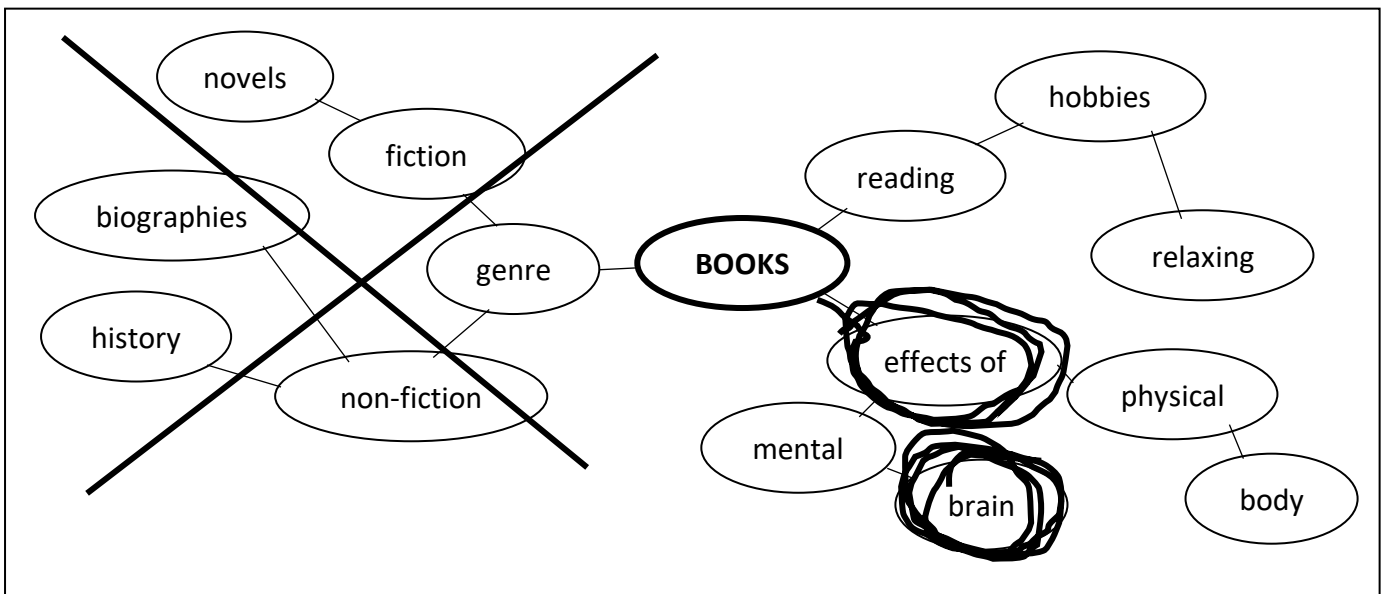 novels
hobbies
fiction
reading
biographies
genre
BOOKS
relaxing
history
effects of
non-fiction
physical
mental
brain
body